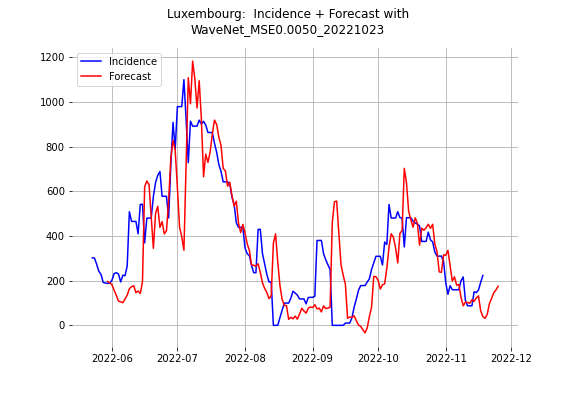 Luxembourg:  Incidence + Forecast with
WaveNet_MSE0.0050_20221023
Incidence
Forecast
1200
1000
800
600
400
200
0
2022-06 2022-07 2022-08 2022-09 2022-10 2022-11 2022-12